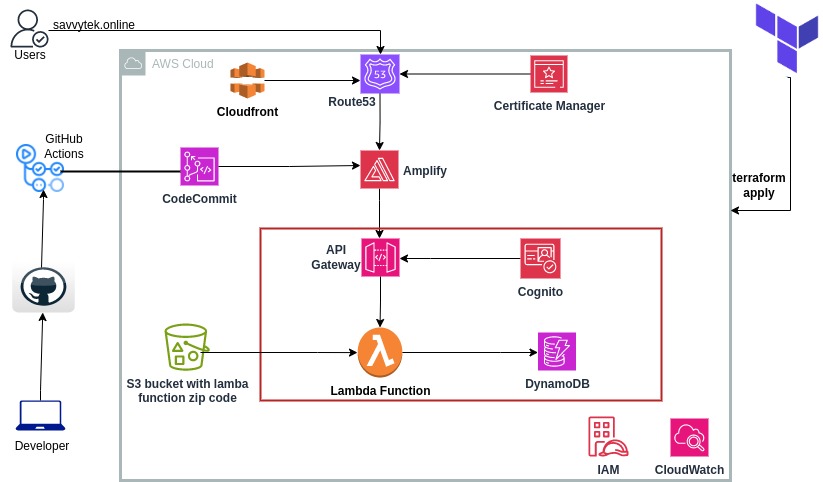 savvytek.online
Users
AWS Cloud
53
Cloudfront
Route53
Certificate Manager
GitHub
Actions
CodeCommit
Amplify
terraform
apply
API
Gateway
Cognito
S3 bucket with lamba
function zip code
Lambda Function
DynamoDB
Developer
IAM
CloudWatch